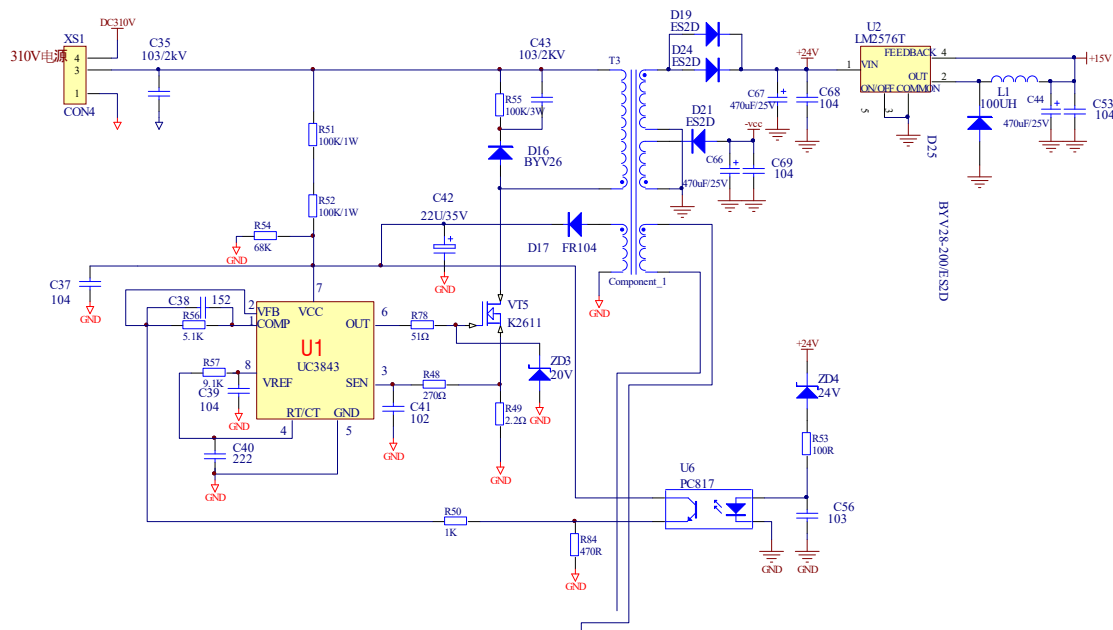 DC310V
XS1
310V电源
4
3
1
CON4
C35
103/2kV
C43
103/2KV
R55
100K/3W
D16
BYV26
R51
100K/1W
R52
100K/1W
R54
68K
GND
C42
22U/35V
GND
D17
FR104
T3
Component_1
GND
D19
ES2D
D24
ES2D
D21
ES2D
-vcc
+24V
C67
470uF/25V
C68
104
C66
470uF/25V
C69
104
U2
LM2576T
1
VIN
FEEDBACK
4
OUT
2
ON/OFF
COMMON
5
3
L1
100UH
+15V
C44
470uF/25V
C53
104
D25
BYV28-200/ES2D
C37
104
GND
C38
152
R56
5.1K
2
VFB
1
COMP
7
VCC
OUT
6
U1
UC3843
8
VREF
SEN
3
RT/CT
GND
4
5
R57
9.1K
C39
104
GND
C40
222
GND
R78
51Ω
VT5
K2611
ZD3
20V
GND
R48
270Ω
C41
102
GND
R49
2.2Ω
GND
R50
1K
R84
470R
GND
U6
PC817
+24V
ZD4
24V
R53
100R
C56
103
GND
GND